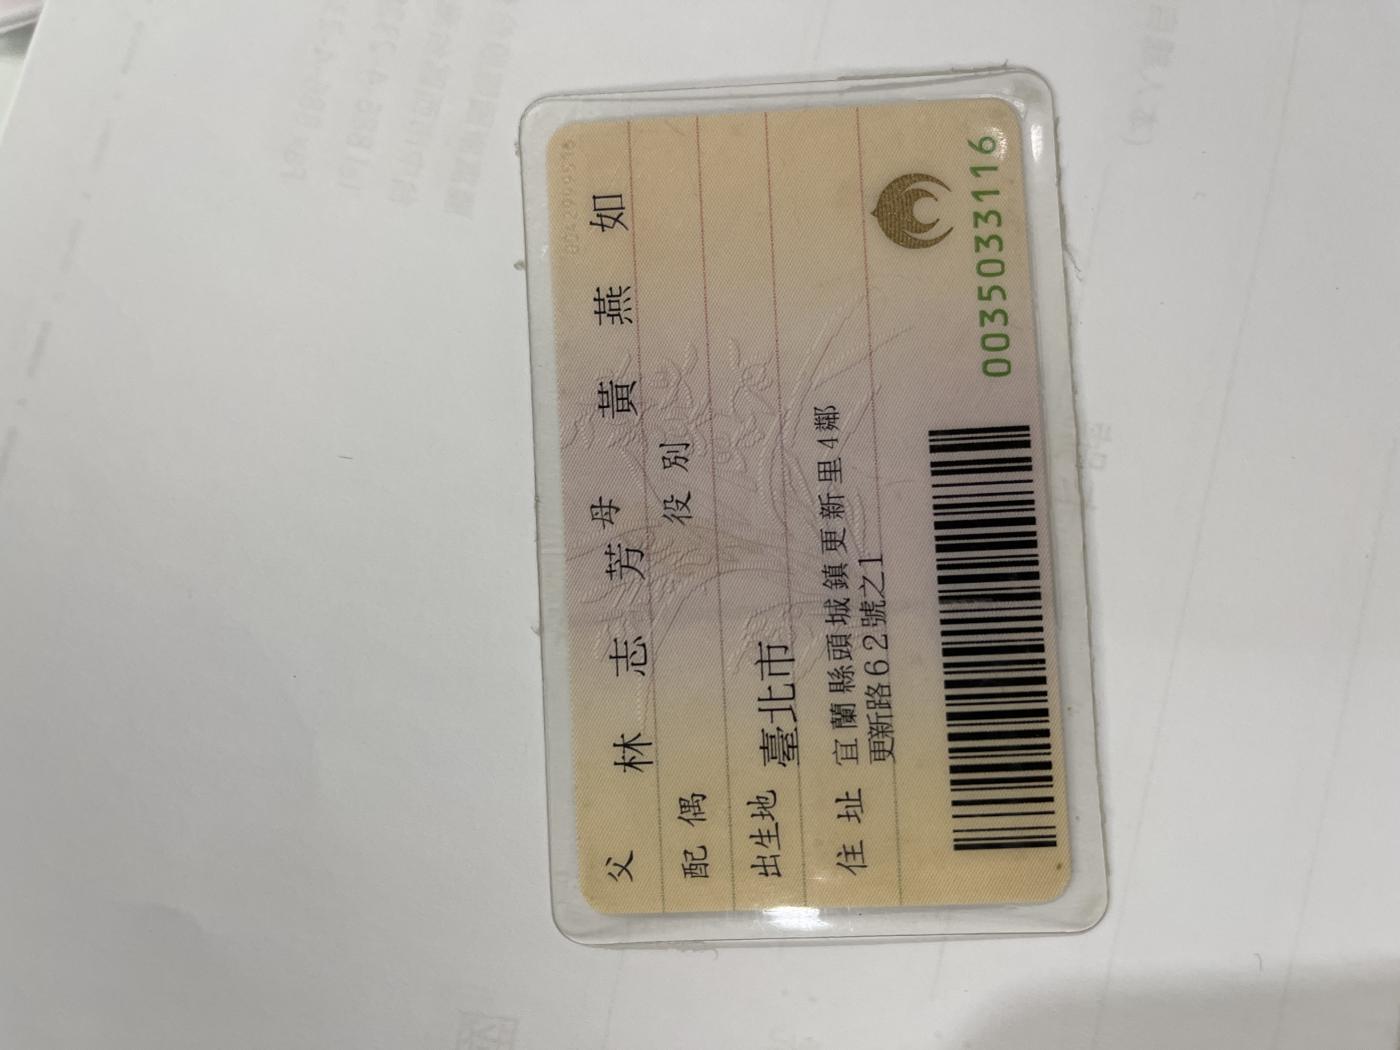 0042999516
父 林志芳 母 黃燕如
配偶 役別
出生地 臺北市
住址 宜蘭縣頭城鎮更新里4鄰
更新路62號之1
0035033116